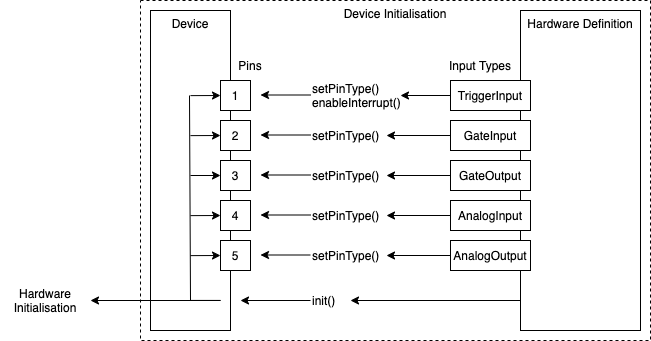 Device Initialisation
Device
Hardware Definition
Pins
Input Types
1
setPinType()
enableInterrupt()
TriggerInput
2
setPinType()
GateInput
3
setPinType()
GateOutput
4
setPinType()
AnalogInput
5
setPinType()
AnalogOutput
Hardware
Initialisation
init()